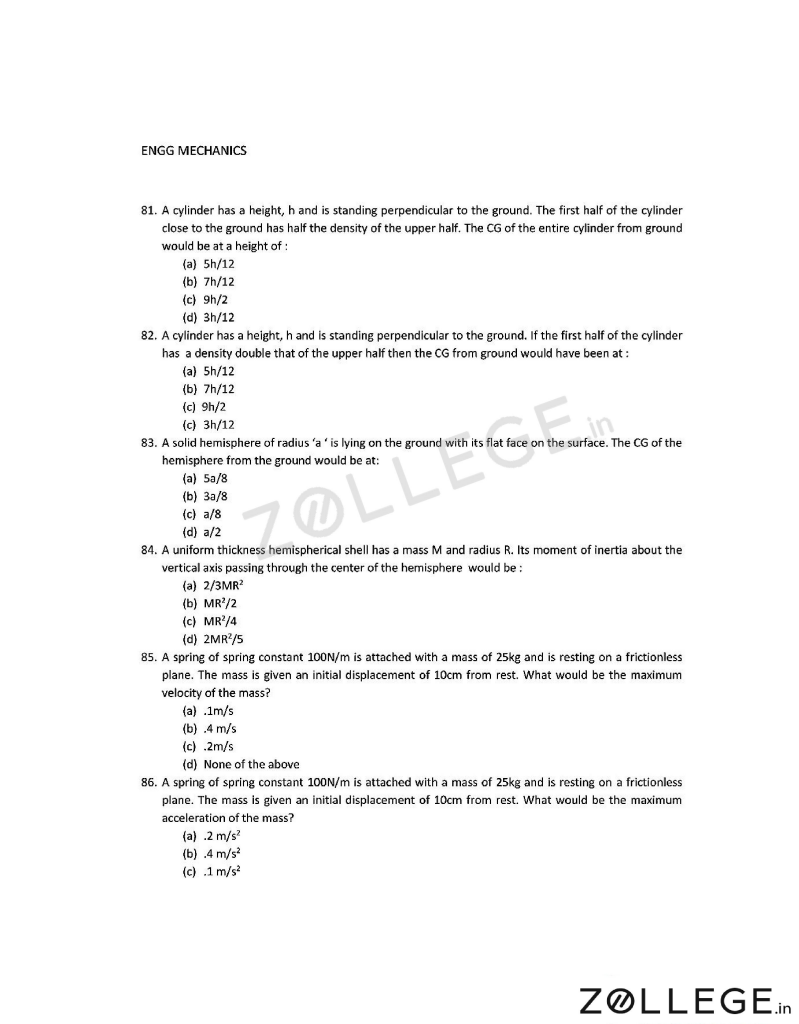 ENGG MECHANICS
81. A cylinder has a height, h and is standing perpendicular to the ground. The first half of the cylinder
close to the ground has half the density of the upper half. The CG of the entire cylinder from ground
would be at a height of :
(a) 5h/12
(b) 7h/12
(c) 9h/2
(d) 3h/12
82. A cylinder has a height, h and is standing perpendicular to the ground. If the first half of the cylinder
has a density double that of the upper half then the CG from ground would have been at :
(a) 5h/12
(b) 7h/12
(c) 9h/2
(c) 3h/12
83. A solid hemisphere of radius ‘a ‘ is lying on the ground with its flat face on the surface. The CG of the
hemisphere from the ground would be at:
(a) 5a/8
(b) 3a/8
(c) a/8
(d) a/2
84. A uniform thickness hemispherical shell has a mass M and radius R. Its moment of inertia about the
vertical axis passing through the center of the hemisphere would be :
(a) 2/3MR²
(b) MR²/2
(c) MR²/4
(d) 2MR²/5
85. A spring of spring constant 100N/m is attached with a mass of 25kg and is resting on a frictionless
plane. The mass is given an initial displacement of 10cm from rest. What would be the maximum
velocity of the mass?
(a) .1m/s
(b) .4 m/s
(c) .2m/s
(d) None of the above
86. A spring of spring constant 100N/m is attached with a mass of 25kg and is resting on a frictionless
plane. The mass is given an initial displacement of 10cm from rest. What would be the maximum
acceleration of the mass?
(a) .2 m/s²
(b) .4 m/s²
(c) .1 m/s²
ZOLLEGE.in
ZOLLEGE.in